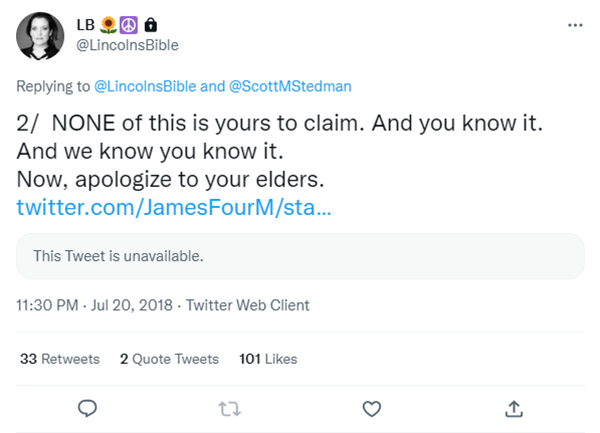 LB 🌻☮️🔒
@LincolnsBible
Replying to @LincolnsBible and @ScottMStedman
2/ NONE of this is yours to claim. And you know it.
And we know you know it.
Now, apologize to your elders.
twitter.com/JamesFourM/sta...
This Tweet is unavailable.
11:30 PM · Jul 20, 2018 · Twitter Web Client
33 Retweets 2 Quote Tweets 101 Likes